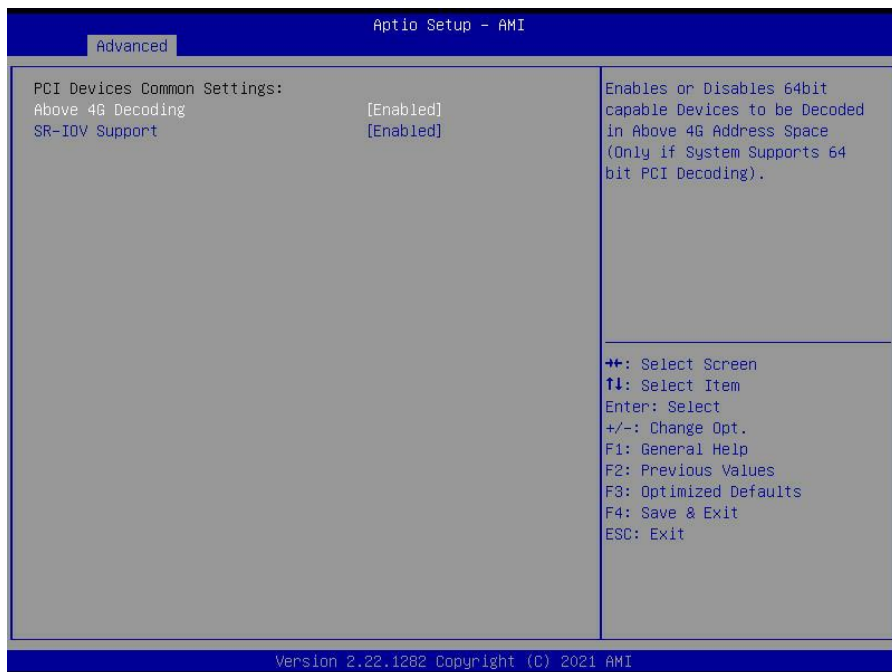 Aptio Setup – AMI
Advanced
PCI Devices Common Settings:
Above 4G Decoding [Enabled]
SR-IOV Support [Enabled]
Enables or Disables 64bit
capable Devices to be Decoded
in Above 4G Address Space
(Only if System Supports 64
bit PCI Decoding).
→←: Select Screen
↑↓: Select Item
Enter: Select
+/-: Change Opt.
F1: General Help
F2: Previous Values
F3: Optimized Defaults
F4: Save & Exit
ESC: Exit
Version 2.22.1282 Copyright (C) 2021 AMI